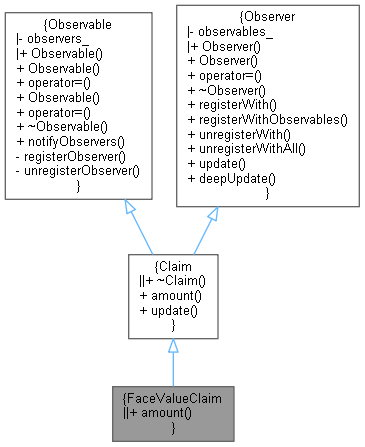 {Observable
|- observers_
|+ Observable()
+ Observable()
+ operator=()
+ Observable()
+ operator=()
+ ~Observable()
+ notifyObservers()
- registerObserver()
- unregisterObserver()
}
{Observer
|- observables_
|+ Observer()
+ Observer()
+ operator=()
+ ~Observer()
+ registerWith()
+ registerWithObservables()
+ unregisterWith()
+ unregisterWithAll()
+ update()
+ deepUpdate()
}
{Claim
||+ ~Claim()
+ amount()
+ update()
}
{FaceValueClaim
||+ amount()
}